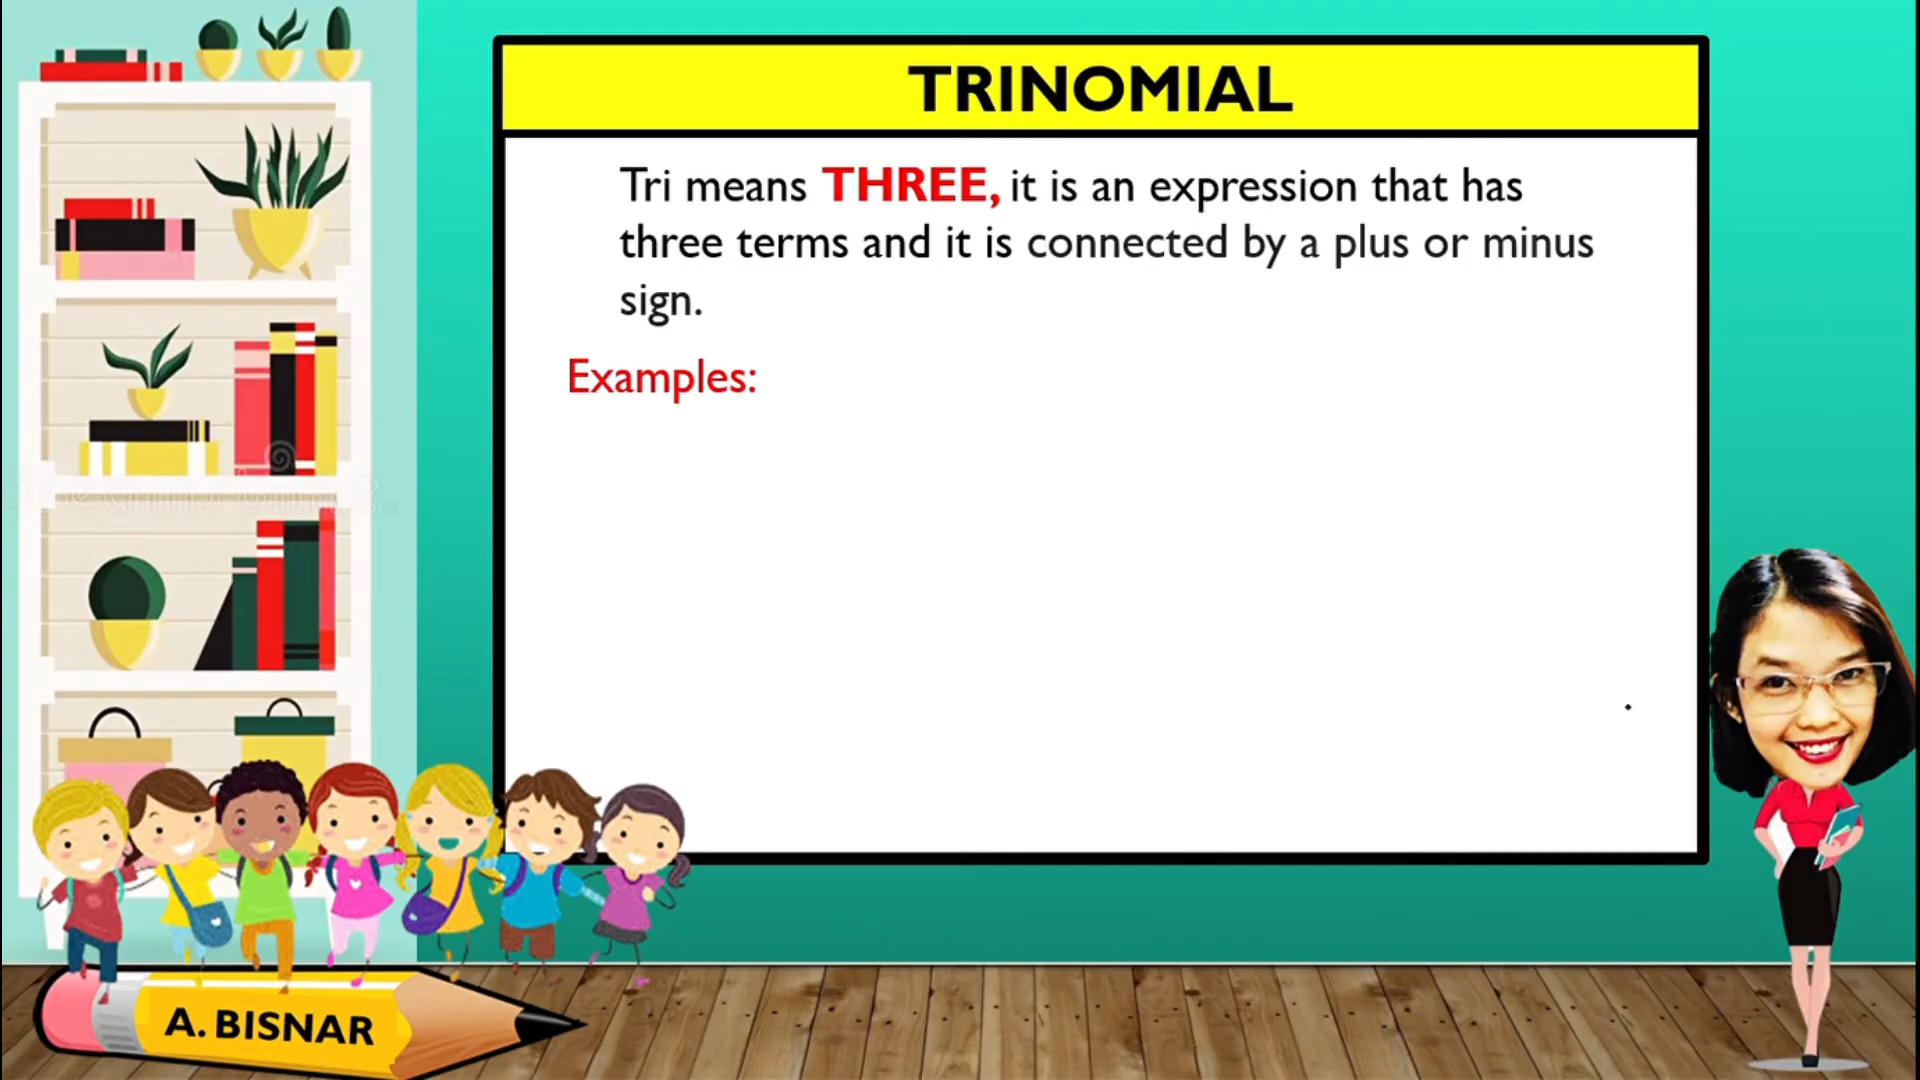 TRINOMIAL
Tri means THREE, it is an expression that has
three terms and it is connected by a plus or minus
sign.
Examples:
A. BISNAR